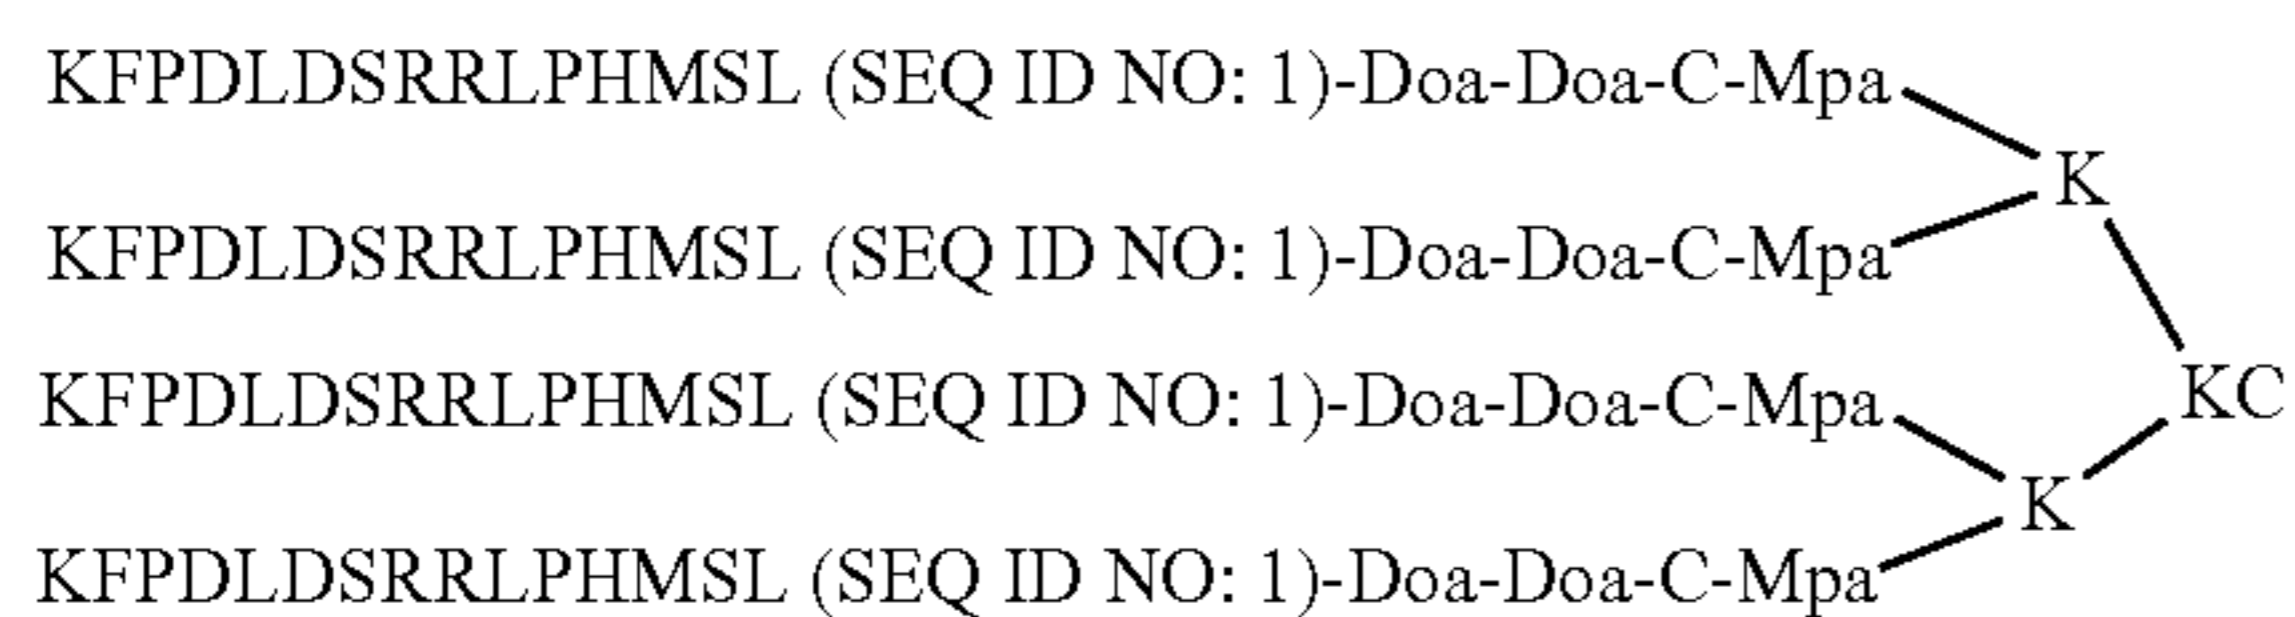 KFPDLDSRRLPHMSL (SEQ ID NO: 1)-Doa-Doa-C-Mpa
K
KFPDLDSRRLPHMSL (SEQ ID NO: 1)-Doa-Doa-C-Mpa
KFPDLDSRRLPHMSL (SEQ ID NO: 1)-Doa-Doa-C-Mpa
KC
K
KFPDLDSRRLPHMSL (SEQ ID NO: 1)-Doa-Doa-C-Mpa